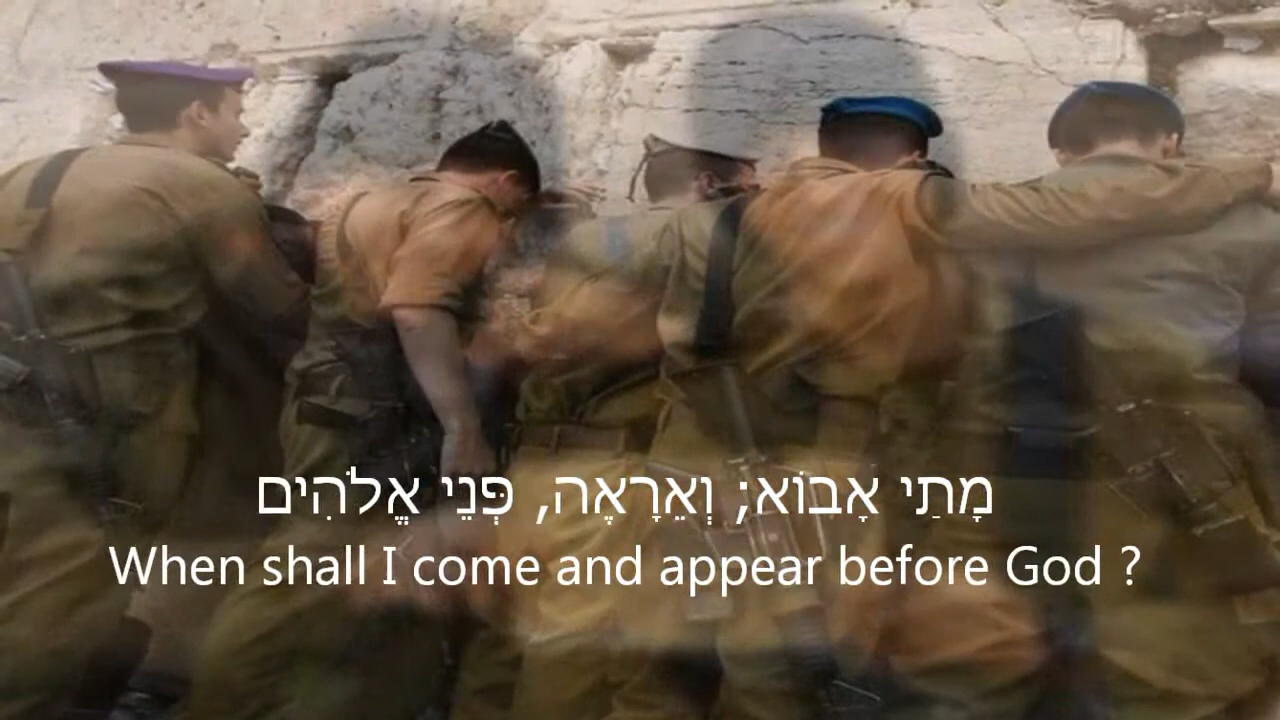 מָתַי אָבוֹא; וְאֵרָאֶה, פְּנֵי אֱלֹהִים
When shall I come and appear before God ?